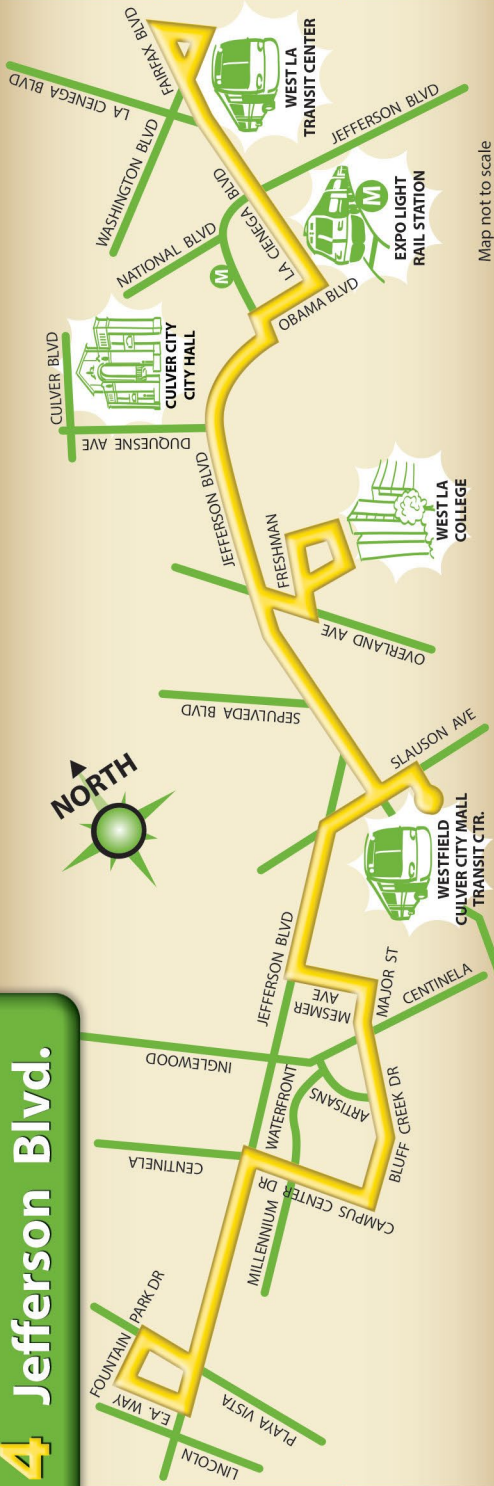 4 Jefferson Blvd.
LINCOLN
E.A. WAY
FOUNTAIN PARK DR
PLAYA VISTA
CENTINELA
INGLEWOOD
MILLENNIUM
WATERFRONT
CAMPUS CENTER DR
ARTISANS
BLUFF CREEK DR
JEFFERSON BLVD
MESMER
AVE
MAJOR ST
CENTINELA
NORTH
WESTFIELD
CULVER CITY MALL
TRANSIT CTR.
SLAUSON AVE
SEPULVEDA BLVD
OVERLAND AVE
FRESHMAN
WEST LA
COLLEGE
JEFFERSON BLVD
DUQUESNE AVE
CULVER BLVD
CULVER CITY
CITY HALL
OBAMA BLVD
M
NATIONAL BLVD
LA CIENEGA BLVD
EXPO LIGHT
RAIL STATION
M
JEFFERSON BLVD
WASHINGTON BLVD
LA CIENEGA BLVD
FAIRFAX BLVD
WEST LA
TRANSIT CENTER
Map not to scale